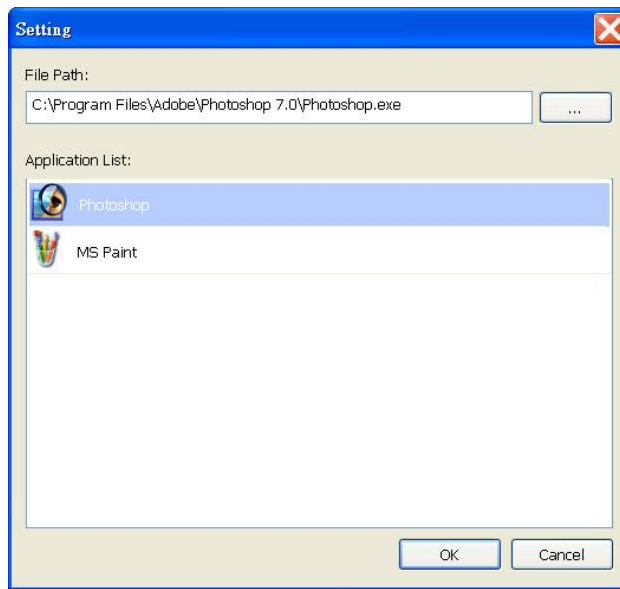 Setting
File Path:
C:\Program Files\Adobe\Photoshop 7.0\Photoshop.exe
...
Application List:
Photoshop
MS Paint
OK
Cancel